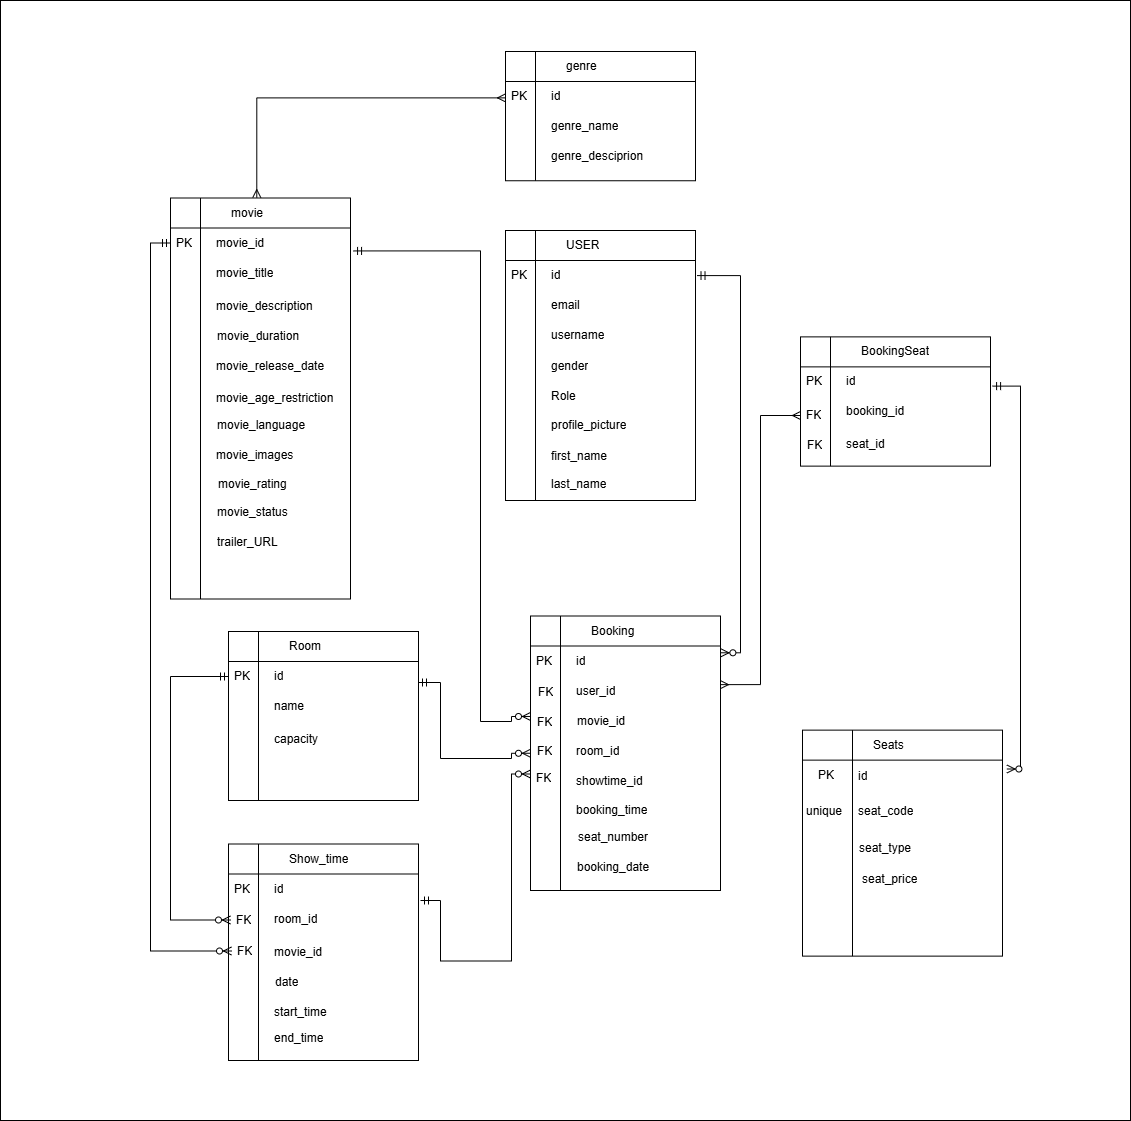 genre
PK id
genre_name
genre_desciprion
movie
PK movie_id
movie_title
movie_description
movie_duration
movie_release_date
movie_age_restriction
movie_language
movie_images
movie_rating
movie_status
trailer_URL
USER
PK id
email
username
gender
Role
profile_picture
first_name
last_name
BookingSeat
PK id
FK booking_id
FK seat_id
Room
PK id
name
capacity
Booking
PK id
FK user_id
FK movie_id
FK room_id
FK showtime_id
booking_time
seat_number
booking_date
Seats
PK id
unique seat_code
seat_type
seat_price
Show_time
PK id
FK room_id
FK movie_id
date
start_time
end_time